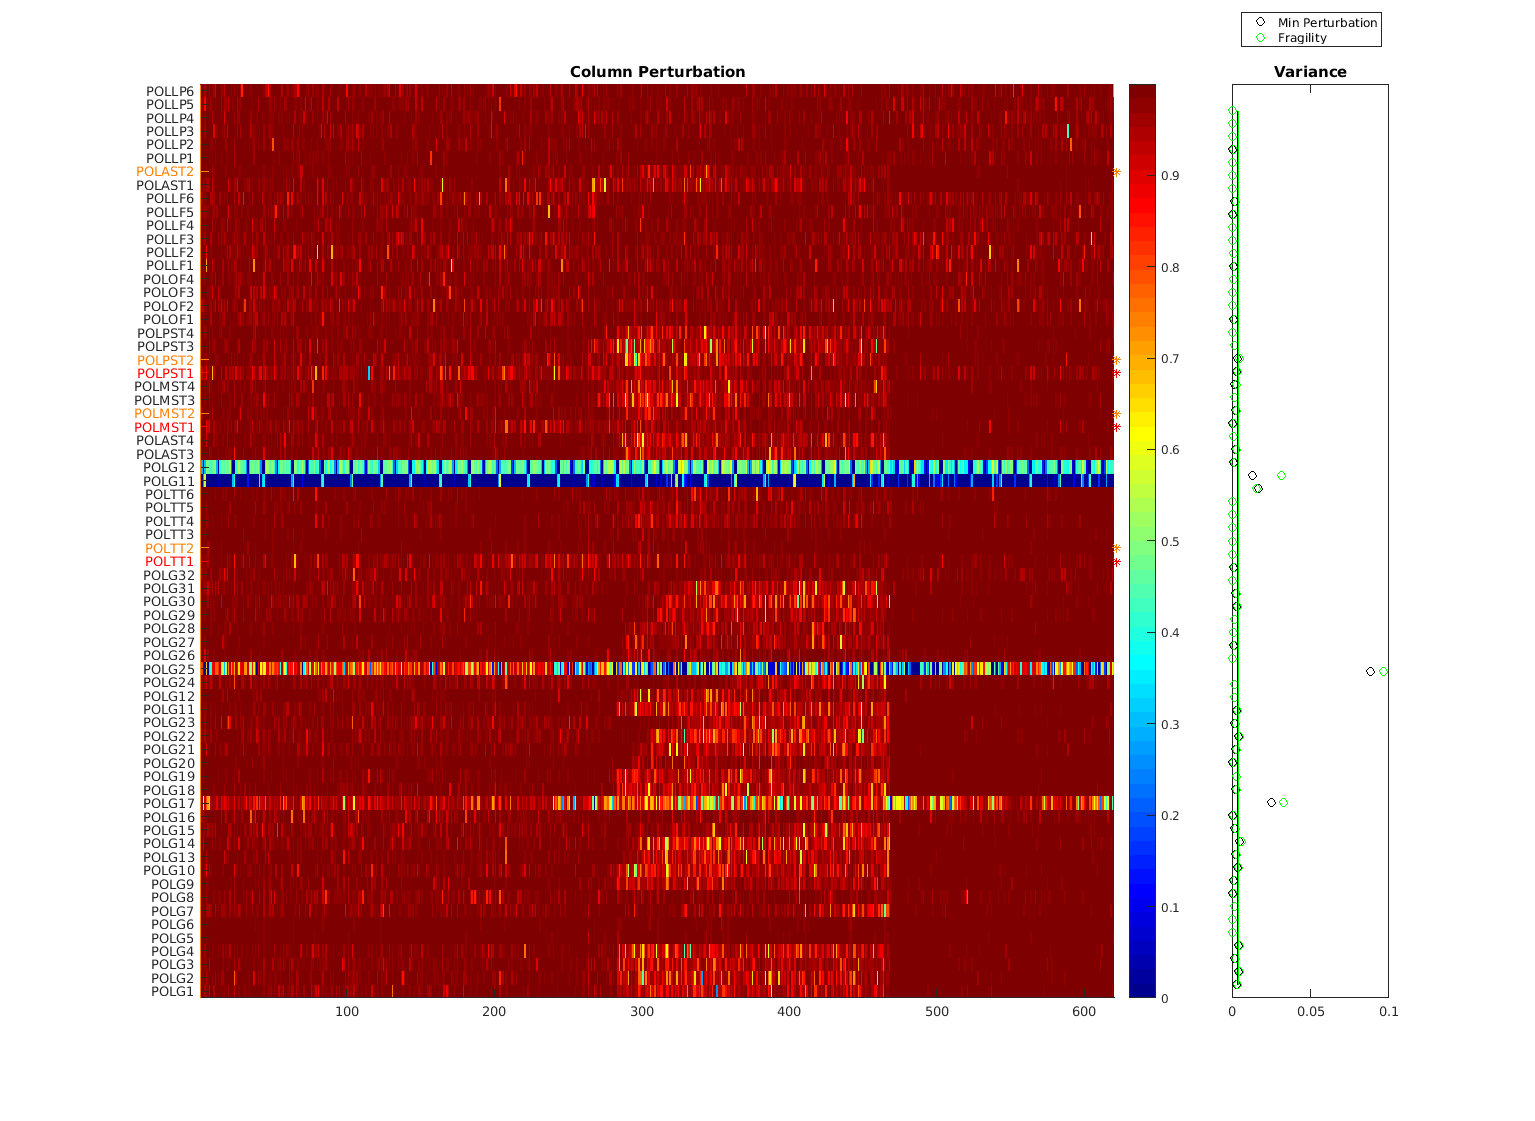 Min Perturbation
Fragility
Column Perturbation
Variance
POLLP6
POLLP5
POLLP4
POLLP3
POLLP2
POLLP1
POLAST2
POLAST1
POLLF6
POLLF5
POLLF4
POLLF3
POLLF2
POLLF1
POLOF4
POLOF3
POLOF2
POLOF1
POLPST4
POLPST3
POLPST2
POLPST1
POLMST4
POLMST3
POLMST2
POLMST1
POLAST4
POLAST3
POLG12
POLG11
POLTT6
POLTT5
POLTT4
POLTT3
POLTT2
POLTT1
POLG32
POLG31
POLG30
POLG29
POLG28
POLG27
POLG26
POLG25
POLG24
POLG12
POLG11
POLG23
POLG22
POLG21
POLG20
POLG19
POLG18
POLG17
POLG16
POLG15
POLG14
POLG13
POLG10
POLG9
POLG8
POLG7
POLG6
POLG5
POLG4
POLG3
POLG2
POLG1
100 200 300 400 500 600
0.9
0.8
0.7
0.6
0.5
0.4
0.3
0.2
0.1
0
0 0.05 0.1